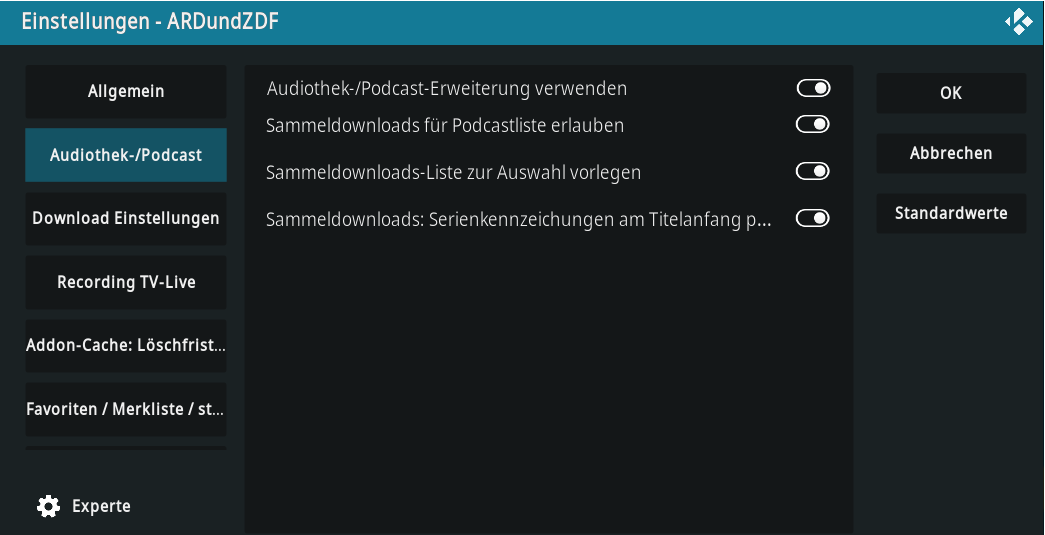 Einstellungen - ARDundZDF
Allgemein
Audiothek-/Podcast
Download Einstellungen
Recording TV-Live
Addon-Cache: Löschfrist...
Favoriten / Merkliste / st...
Experte
Audiothek-/Podcast-Erweiterung verwenden
Sammeldownloads für Podcastliste erlauben
Sammeldownloads-Liste zur Auswahl vorlegen
Sammeldownloads: Serienkennzeichungen am Titelanfang p...
OK
Abbrechen
Standardwerte